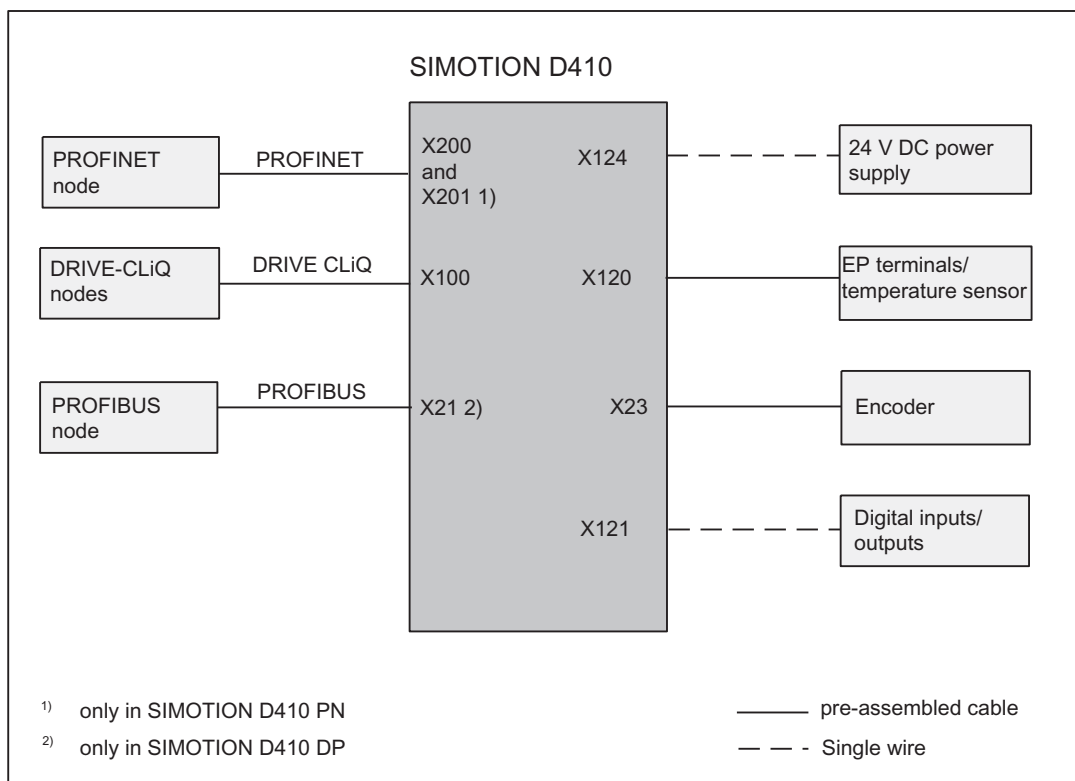 SIMOTION D410
PROFINET
node
PROFINET
X200
and
X201 1)
X124
24 V DC power
supply
DRIVE-CLiQ
nodes
DRIVE CLiQ
X100
X120
EP terminals/
temperature sensor
PROFIBUS
node
PROFIBUS
X21 2)
X23
Encoder
X121
Digital inputs/
outputs
1) only in SIMOTION D410 PN
2) only in SIMOTION D410 DP
pre-assembled cable
Single wire